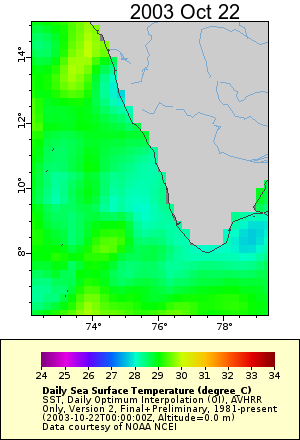 2003 Oct 22
14°
12°
10°
8°
74° 76° 78°
24 25 26 27 28 29 30 31 32 33 34
Daily Sea Surface Temperature (degree_C)
SST, Daily Optimum Interpolation (OI), AVHRR
Only, Version 2, Final+Preliminary, 1981-present
(2003-10-22T00:00:00Z, Altitude=0.0 m)
Data courtesy of NOAA NCEI